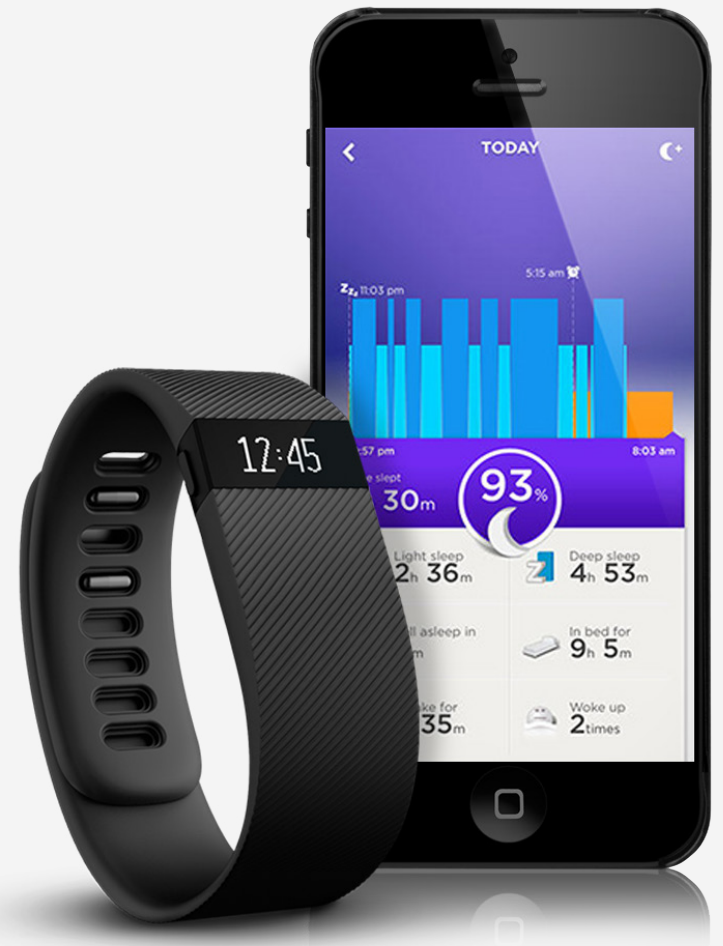 TODAY
5:15 am
Zzz 11:03 pm
:57 pm
8:03 am
e slept
30m
93%
Light sleep
2h 36m
Deep sleep
4h 53m
ll asleep in
m
In bed for
9h 5m
ke for
35m
Woke up
2times
12:45